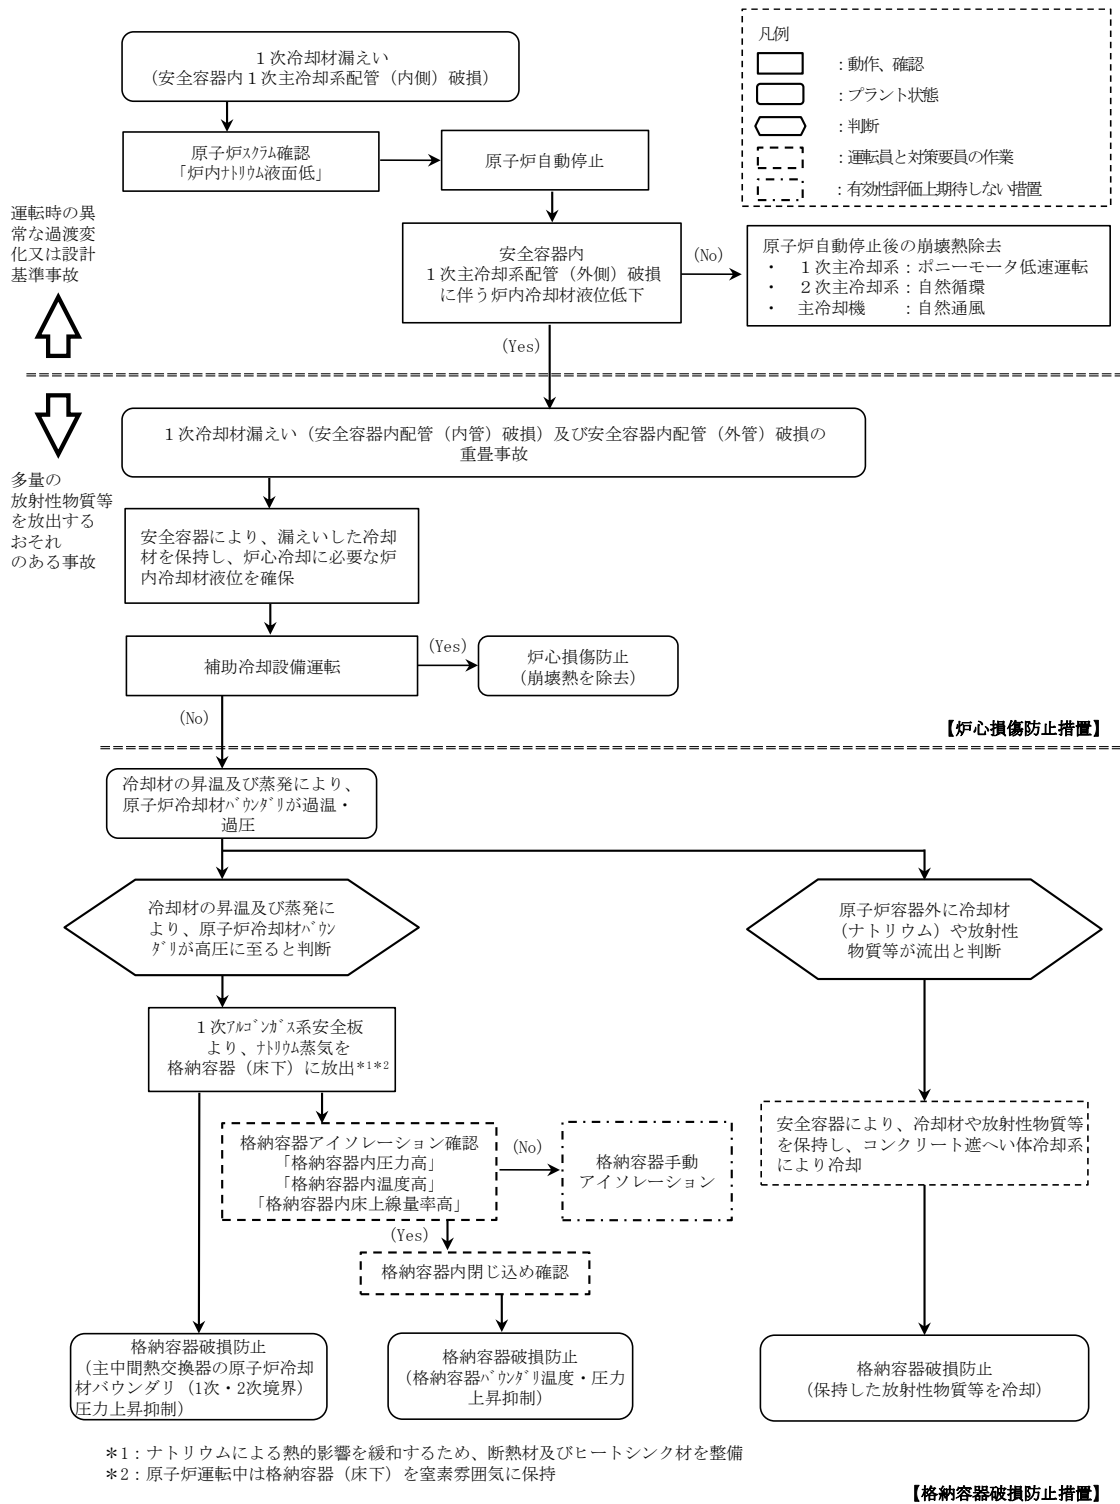 凡例
：動作、確認
：プラント状態
：判断
：運転員と対策要員の作業
：有効性評価上期待しない措置
１次冷却材漏えい
（安全容器内１次主冷却系配管（内側）破損）
原子炉ｽｸﾗﾑ確認
「炉内ﾅﾄﾘｳﾑ液面低」
原子炉自動停止
運転時の異
常な過渡変
化又は設計
基準事故
安全容器内
１次主冷却系配管（外側）破損
に伴う炉内冷却材液位低下
(No)
原子炉自動停止後の崩壊熱除去
・　１次主冷却系：ポニーモータ低速運転
・　２次主冷却系：自然循環
・　主冷却機　　：自然通風
(Yes)
多量の
放射性物質等
を放出する
おそれ
のある事故
１次冷却材漏えい（安全容器内配管（内管）破損）及び安全容器内配管（外管）破損の
重畳事故
安全容器により、漏えいした冷却
材を保持し、炉心冷却に必要な炉
内冷却材液位を確保
補助冷却設備運転
(Yes)
炉心損傷防止
（崩壊熱を除去）
(No)
【炉心損傷防止措置】
冷却材の昇温及び蒸発により、
原子炉冷却材ﾊﾞｳﾝﾀﾞﾘが過温・
過圧
冷却材の昇温及び蒸発に
より、原子炉冷却材ﾊﾞｳﾝ
ﾀﾞﾘが高圧に至ると判断
原子炉容器外に冷却材
（ナトリウム）や放射性
物質等が流出と判断
１次ｱﾙｺﾞﾝｶﾞｽ系安全板
より、ﾅﾄﾘｳﾑ蒸気を
格納容器（床下）に放出*1*2
格納容器アイソレーション確認
「格納容器内圧力高」
「格納容器内温度高」
「格納容器内床上線量率高」
(No)
格納容器手動
アイソレーション
安全容器により、冷却材や放射性物質等
を保持し、コンクリート遮へい体冷却系
により冷却
(Yes)
格納容器内閉じ込め確認
格納容器破損防止
（主中間熱交換器の原子炉冷却
材バウンダリ（1次・2次境界）
圧力上昇抑制）
格納容器破損防止
（格納容器ﾊﾞｳﾝﾀﾞﾘ温度・圧力
上昇抑制）
格納容器破損防止
（保持した放射性物質等を冷却）
＊1：ナトリウムによる熱的影響を緩和するため、断熱材及びヒートシンク材を整備
＊2：原子炉運転中は格納容器（床下）を窒素雰囲気に保持
【格納容器破損防止措置】